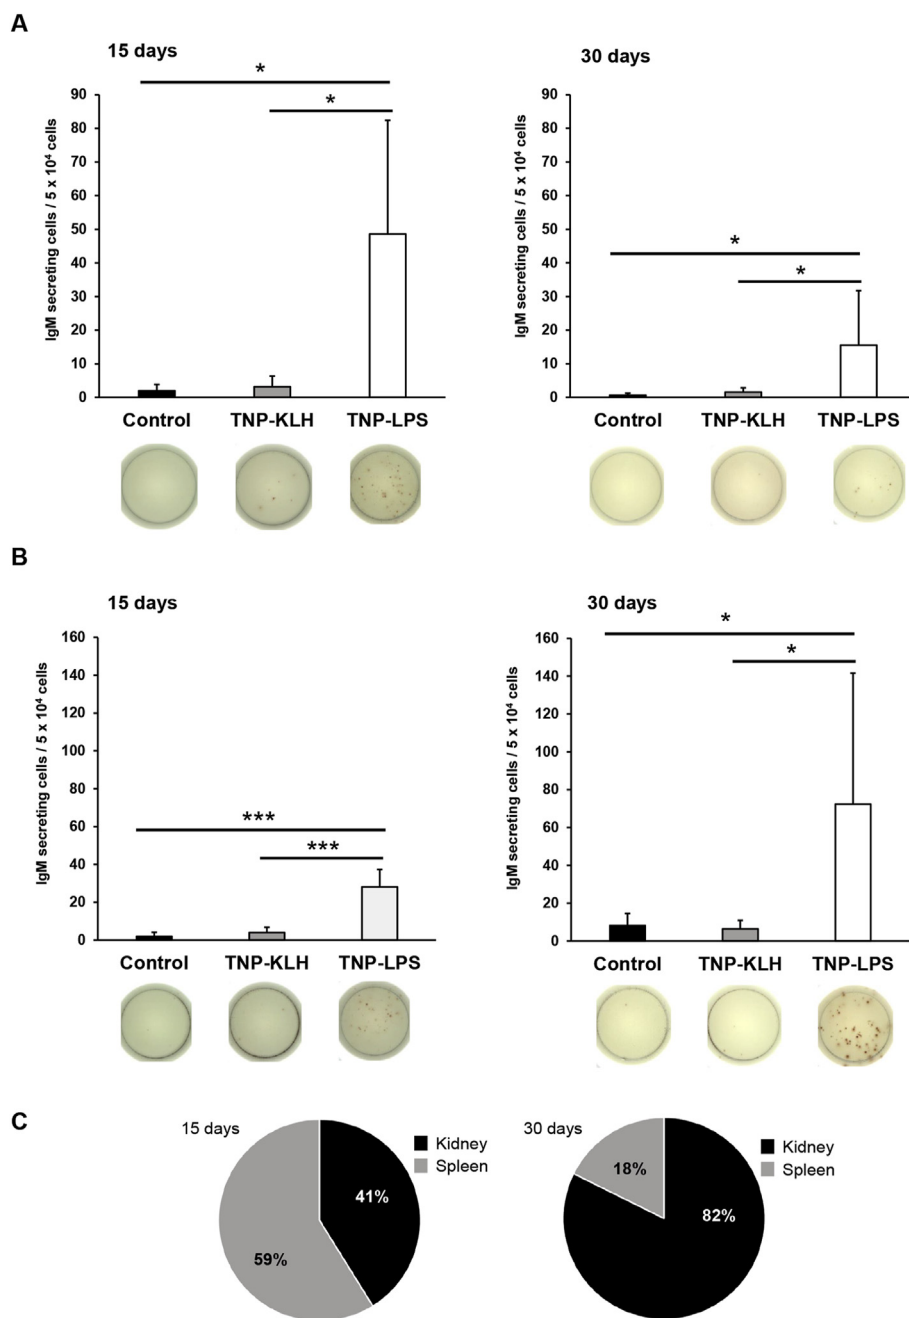 A
15 days
30 days
*
*
*
*
IgM secreting cells / 5 x 10⁴ cells
90
80
70
60
50
40
30
20
10
0
Control TNP-KLH TNP-LPS
IgM secreting cells / 5 x 10⁴ cells
90
80
70
60
50
40
30
20
10
0
Control TNP-KLH TNP-LPS
B
15 days
30 days
***
***
*
*
IgM secreting cells / 5 x 10⁴ cells
160
140
120
100
80
60
40
20
0
Control TNP-KLH TNP-LPS
IgM secreting cells / 5 x 10⁴ cells
160
140
120
100
80
60
40
20
0
Control TNP-KLH TNP-LPS
C
15 days
Kidney
Spleen
41%
59%
30 days
Kidney
Spleen
18%
82%